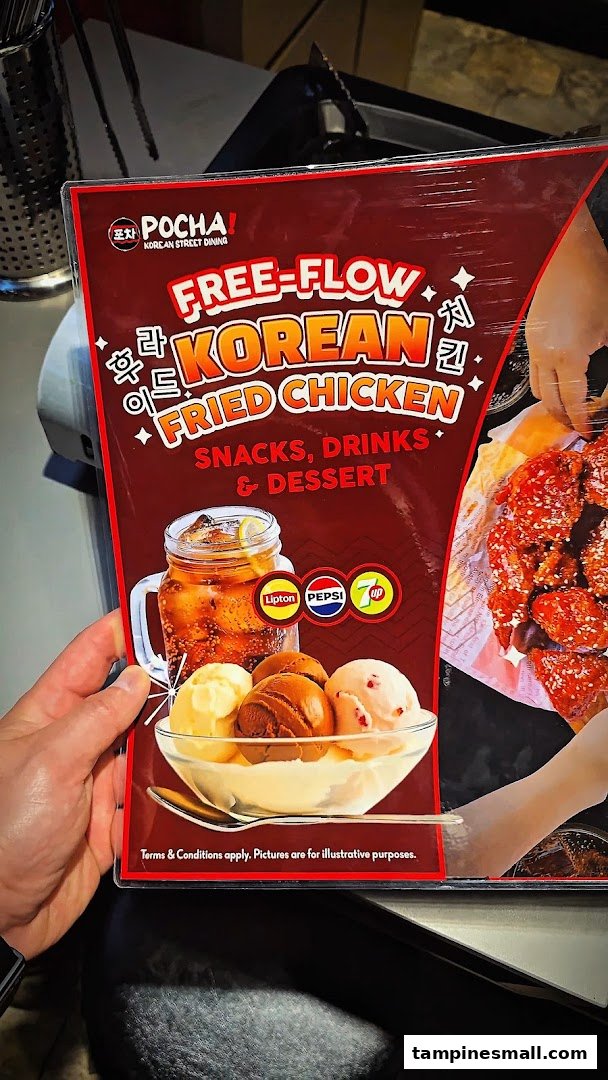 포차 POCHA!
KOREAN STREET DINING
FREE-FLOW
후라이드 KOREAN 치킨
FRIED CHICKEN
SNACKS, DRINKS
& DESSERT
Lipton PEPSI 7up
Terms & Conditions apply. Pictures are for illustrative purposes.
tampinesmall.com